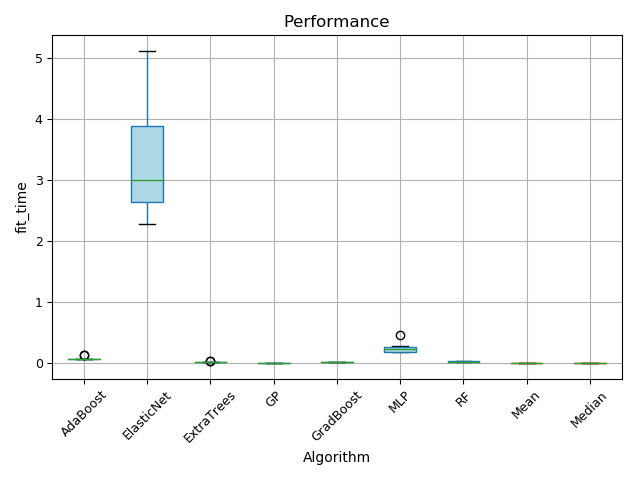 Performance
fit_time
5
4
3
2
1
0
AdaBoost
ElasticNet
ExtraTrees
GP
GradBoost
MLP
RF
Mean
Median
Algorithm